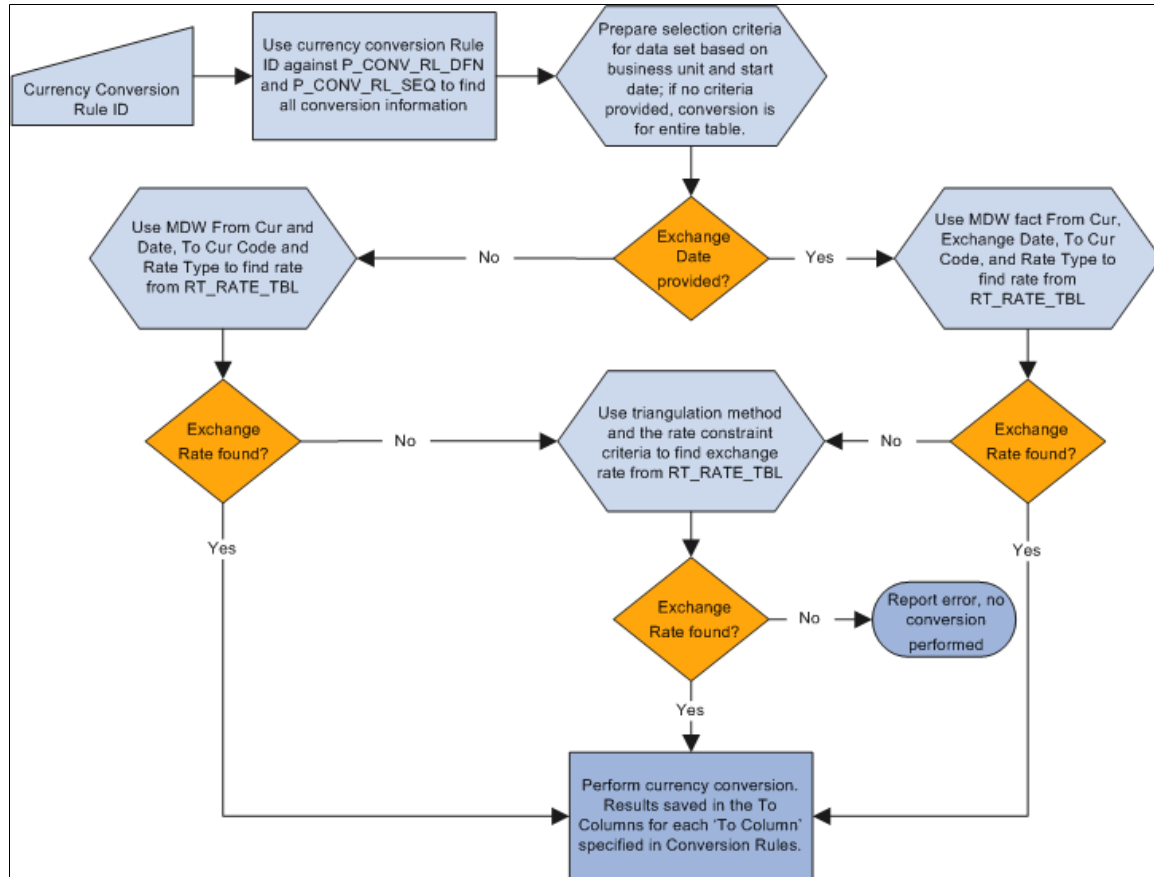 Currency Conversion
Rule ID
Use currency conversion Rule
ID against P_CONV_RL_DFN
and P_CONV_RL_SEQ to find
all conversion information
Prepare selection criteria
for data set based on
business unit and start
date; if no criteria
provided, conversion is
for entire table.
Use MDW From Cur and
Date, To Cur Code and
Rate Type to find rate
from RT_RATE_TBL
No
Exchange
Date
provided?
Yes
Use MDW fact From Cur,
Exchange Date, To Cur
Code, and Rate Type to
find rate from
RT_RATE_TBL
Exchange
Rate found?
No
Use triangulation method
and the rate constraint
criteria to find exchange
rate from RT_RATE_TBL
No
Exchange
Rate found?
Yes
Yes
Exchange
Rate found?
No
Report error, no
conversion
performed
Yes
Perform currency conversion.
Results saved in the To
Columns for each 'To Column'
specified in Conversion Rules.